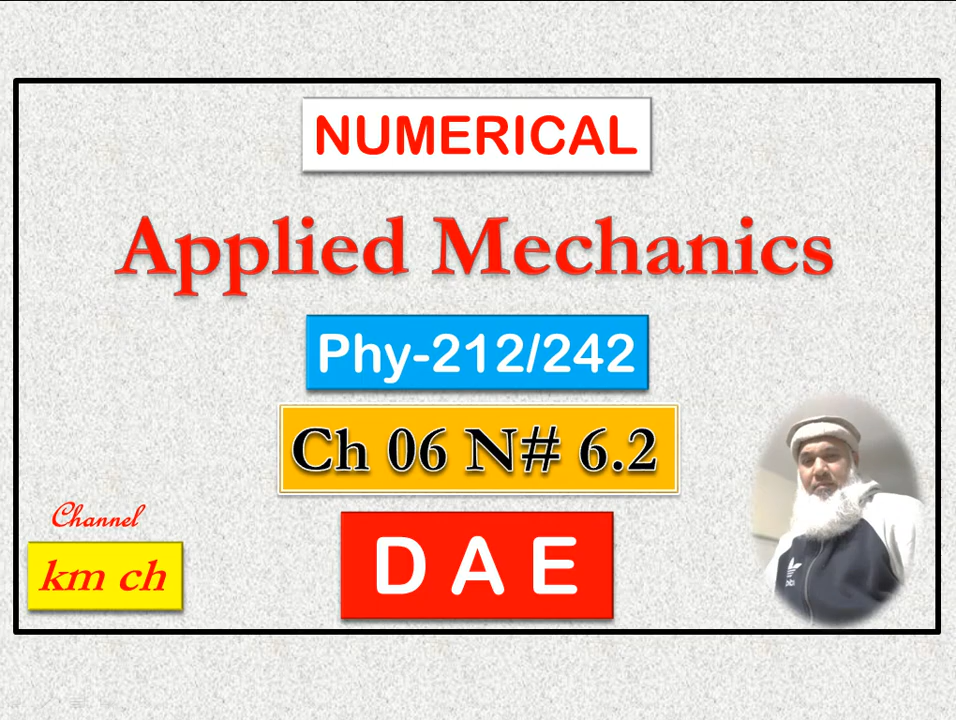 NUMERICAL
Applied Mechanics
Phy-212/242
Ch 06 N# 6.2
Channel
km ch
D A E